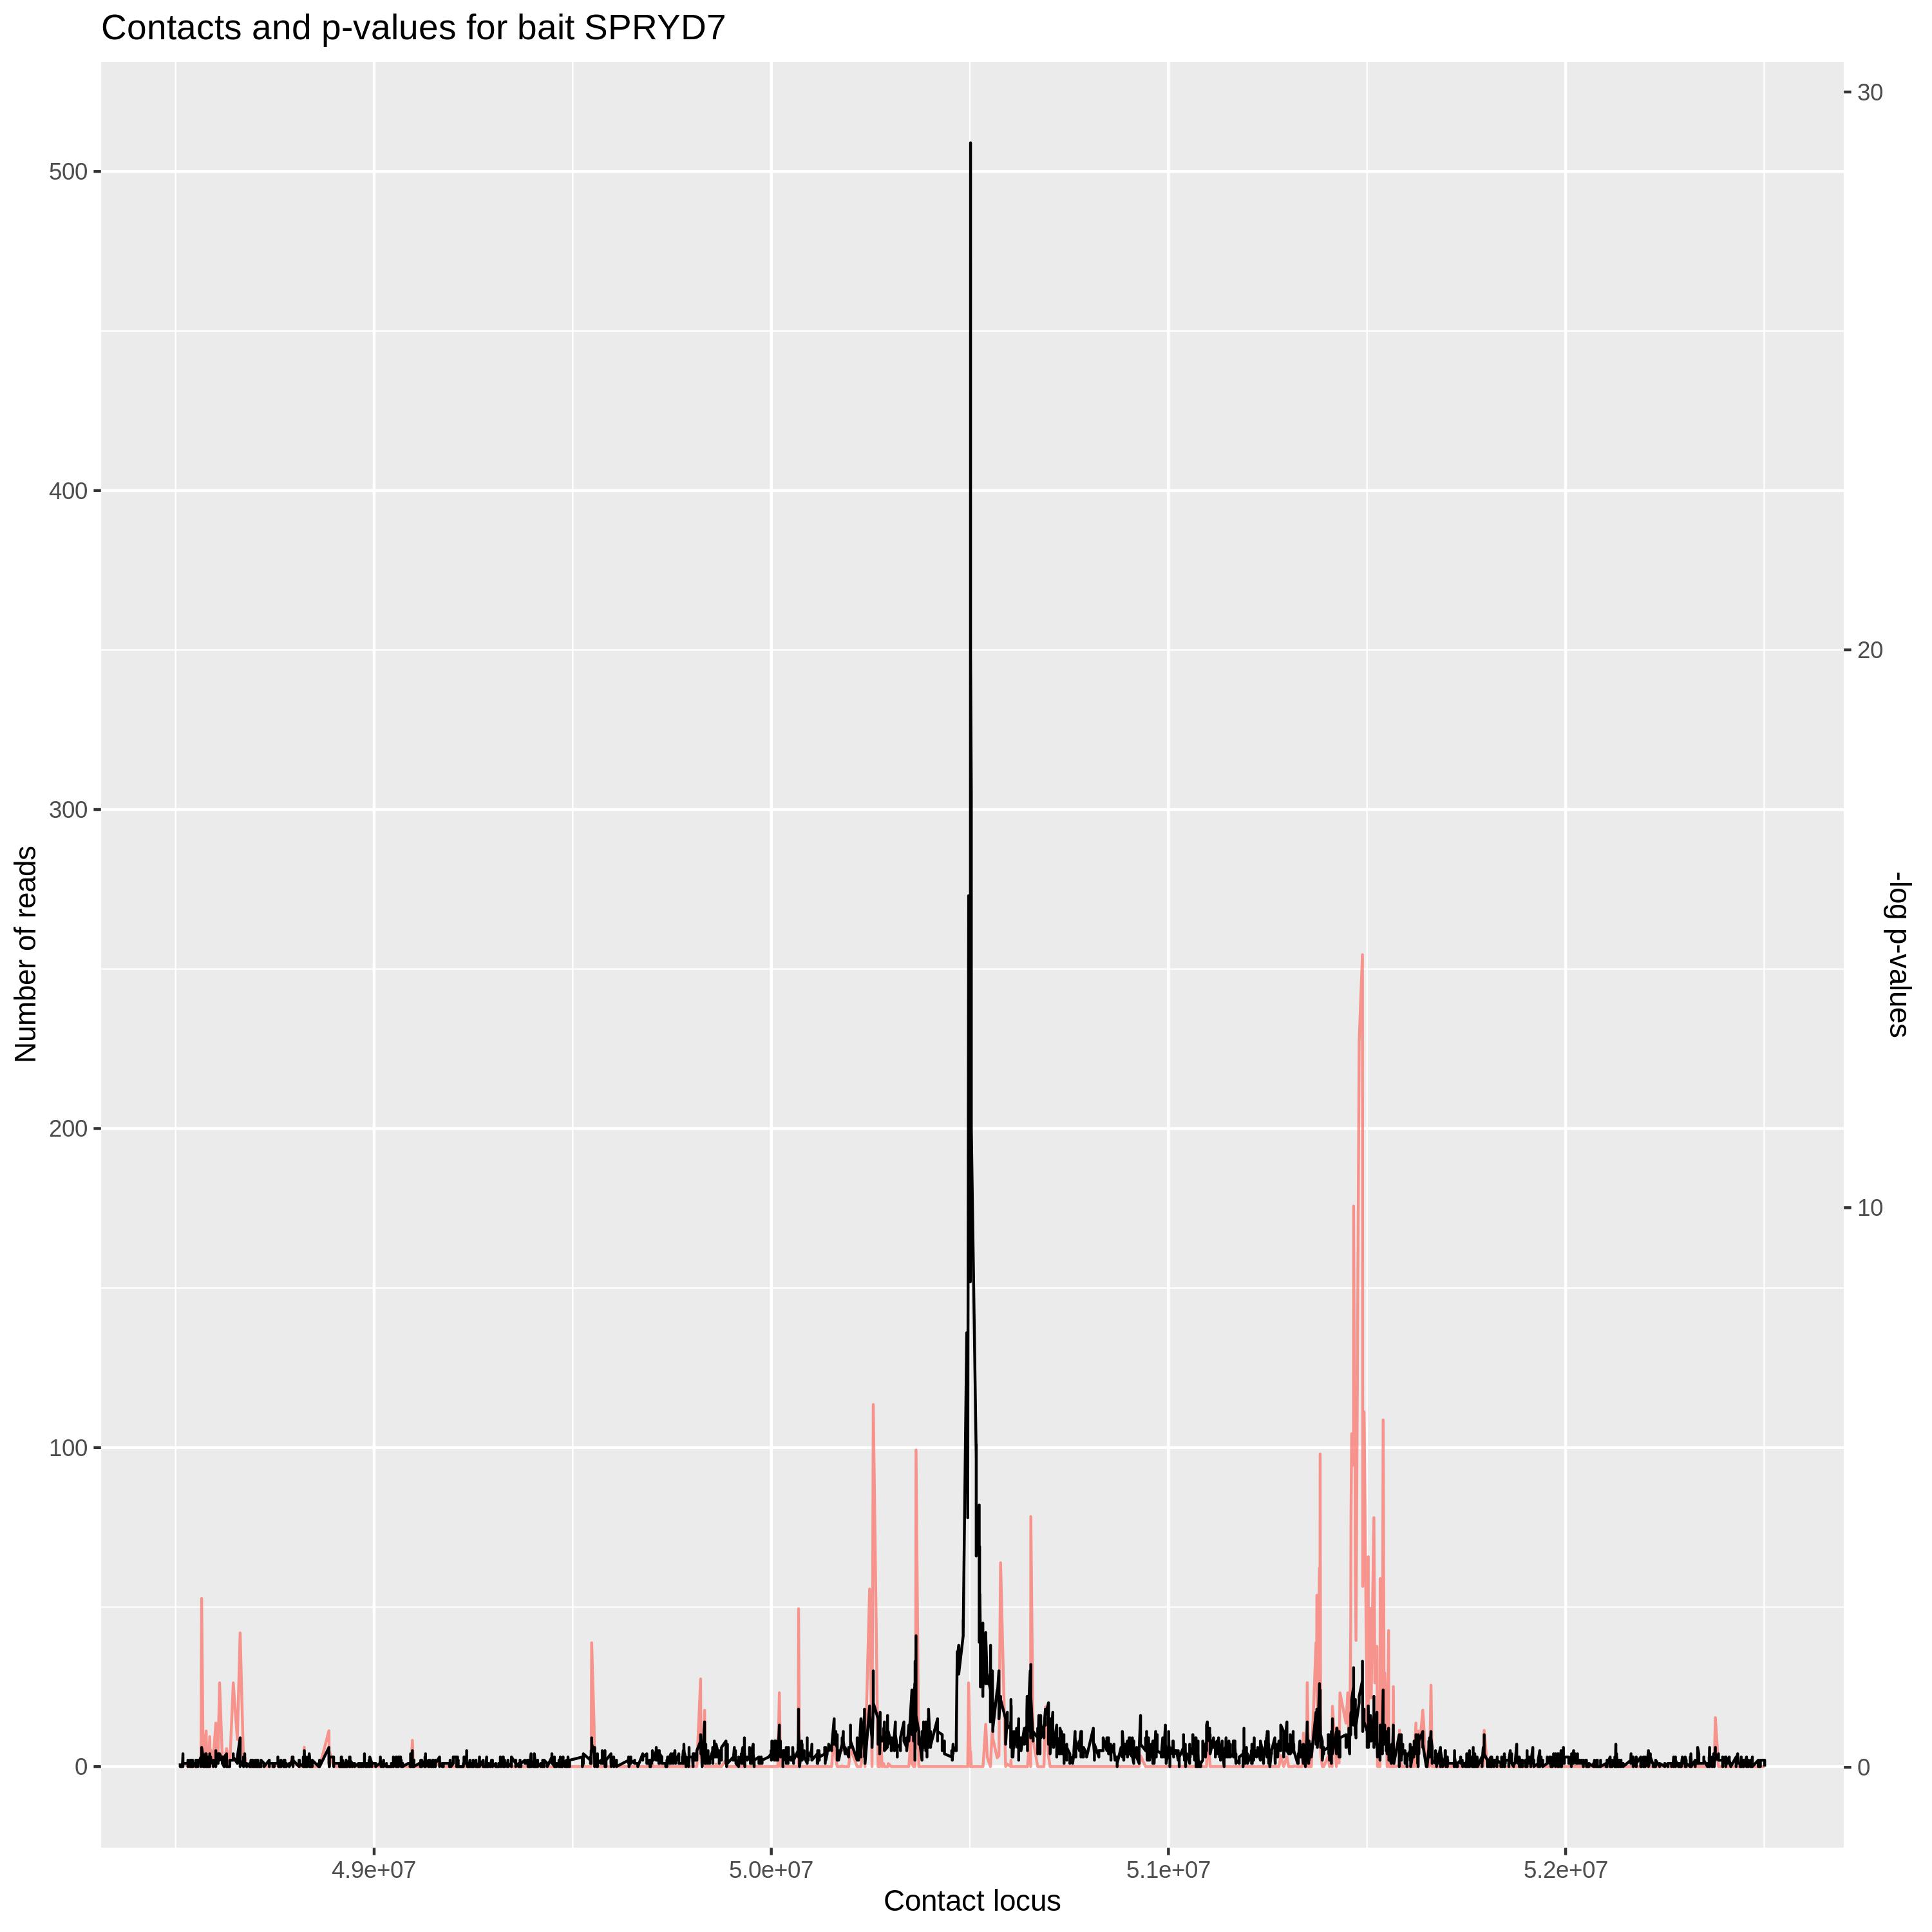 Contacts and p-values for bait SPRYD7
500
400
300
200
100
0
Number of reads
30
20
10
0
-log p-values
4.9e+07 5.0e+07 5.1e+07 5.2e+07
Contact locus